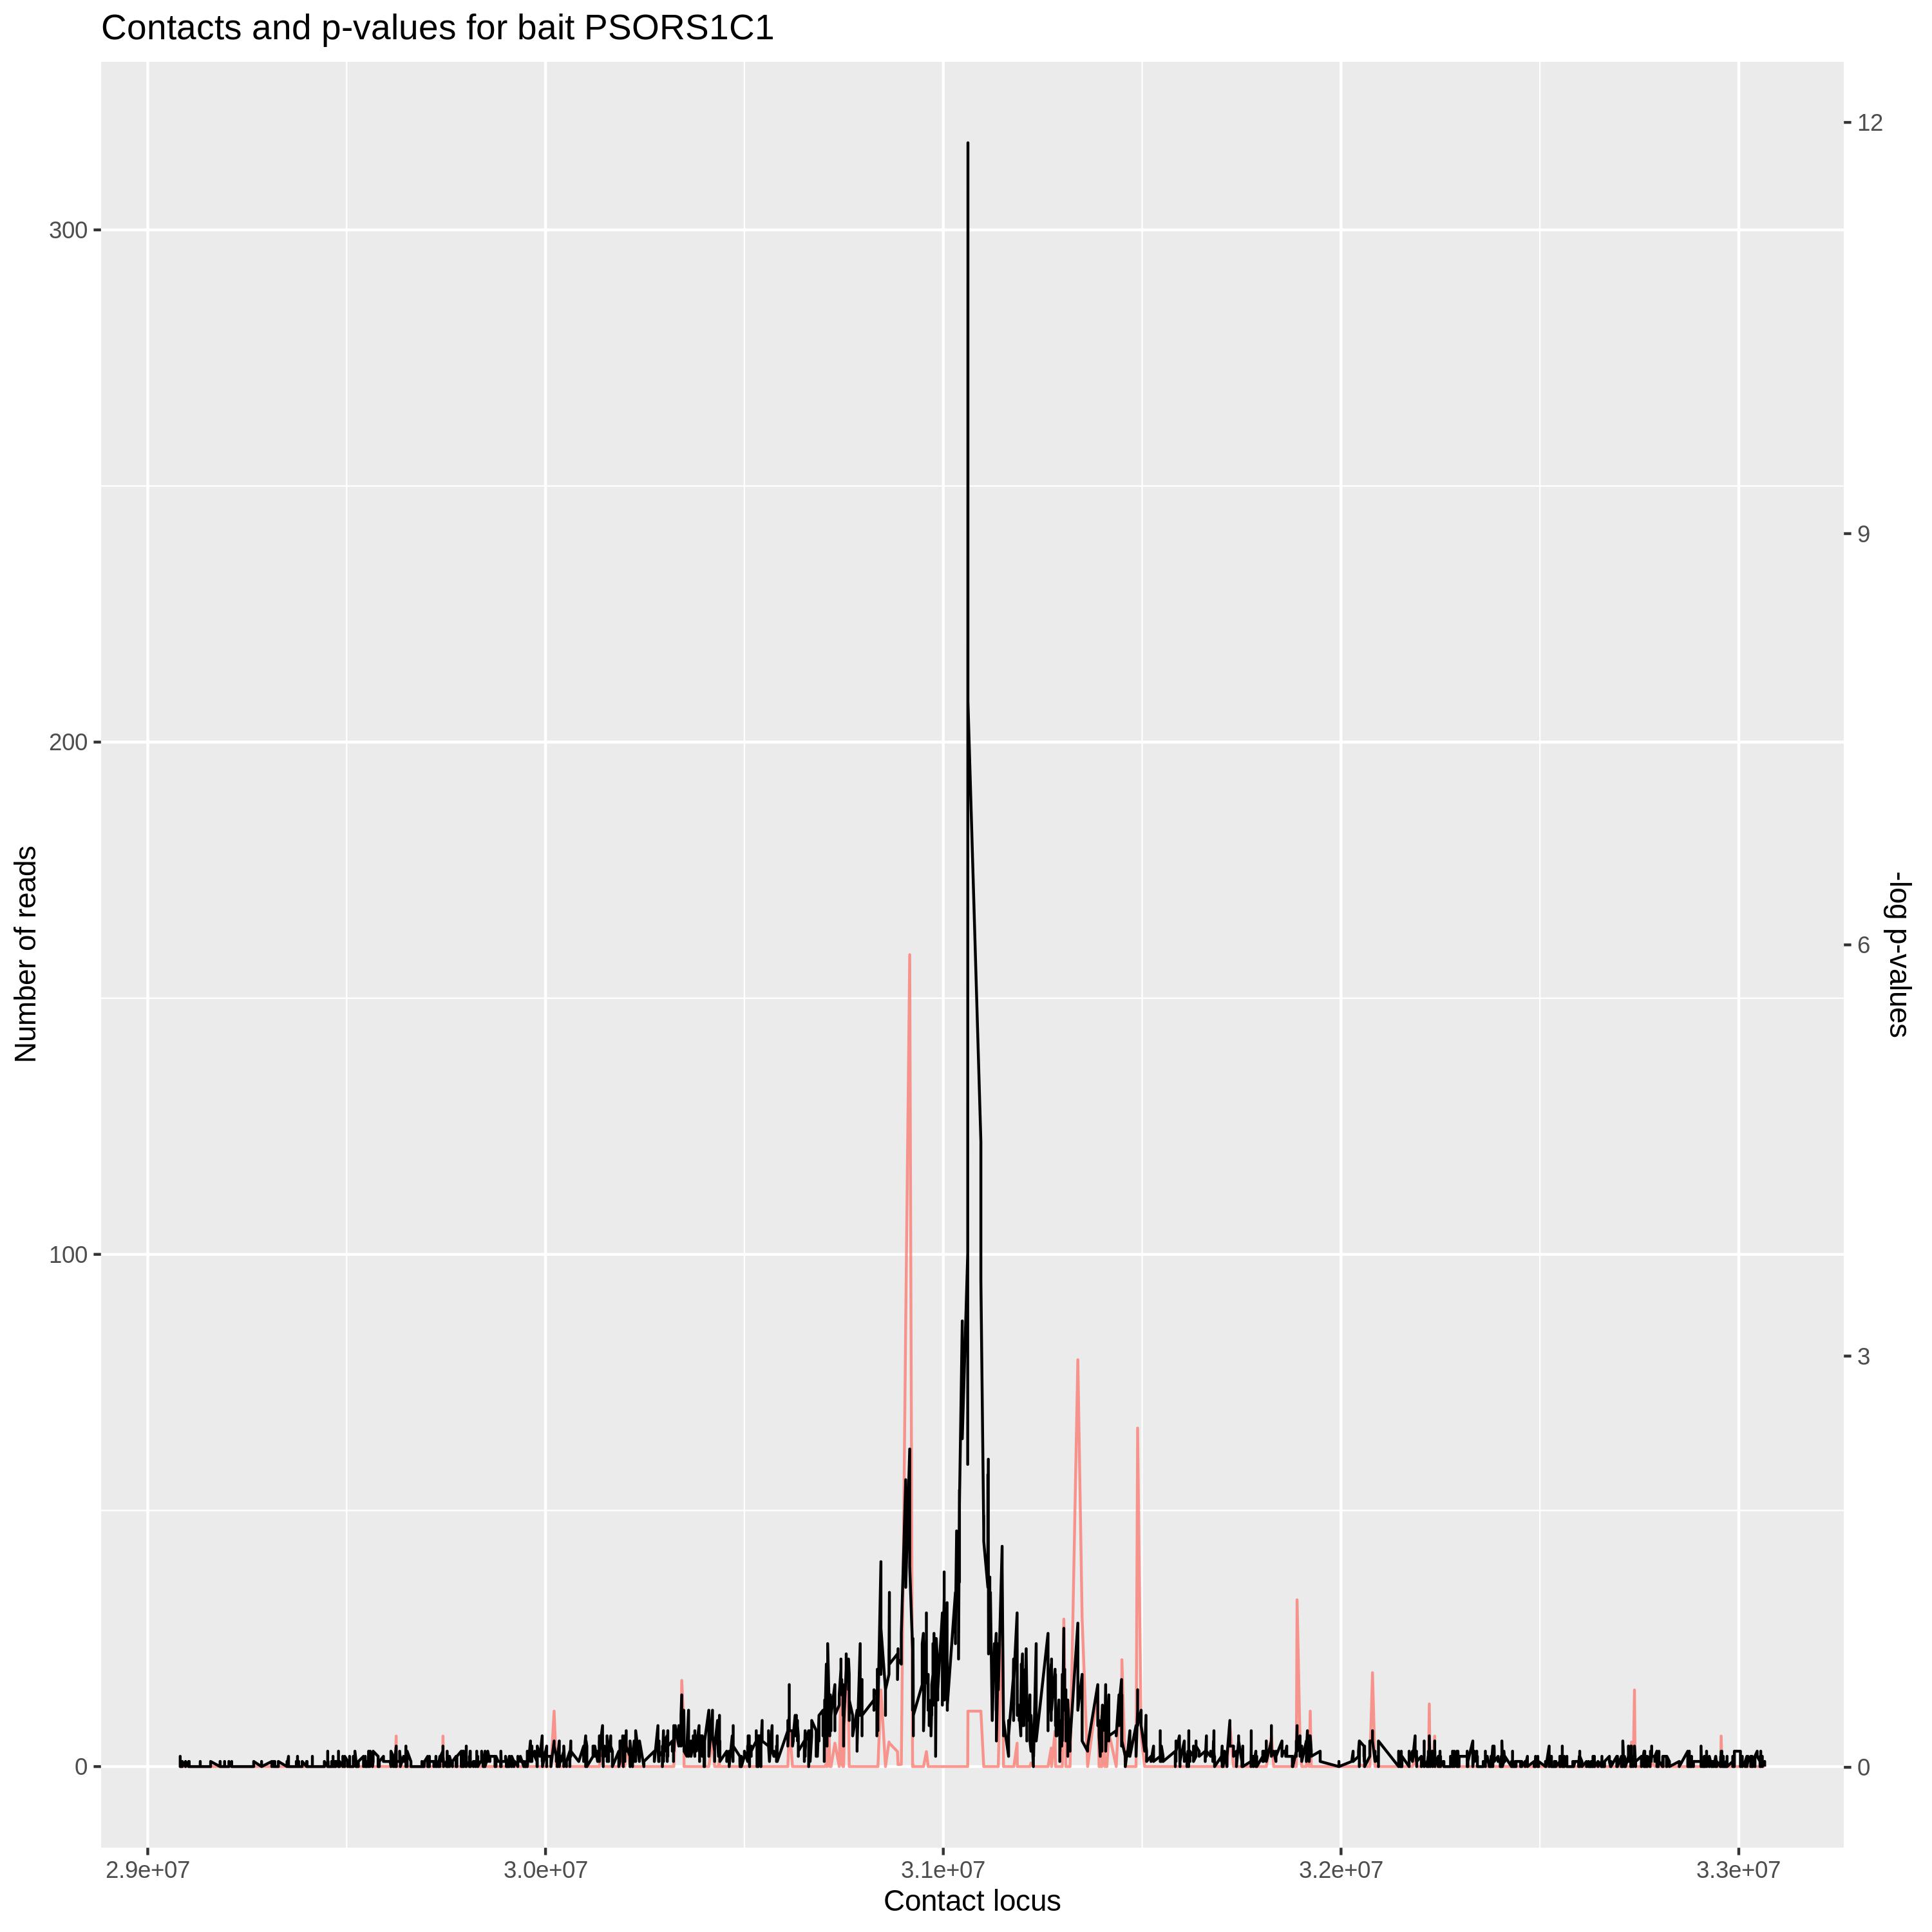 Contacts and p-values for bait PSORS1C1
300
200
100
0
Number of reads
12
9
6
3
0
-log p-values
2.9e+07 3.0e+07 3.1e+07 3.2e+07 3.3e+07
Contact locus